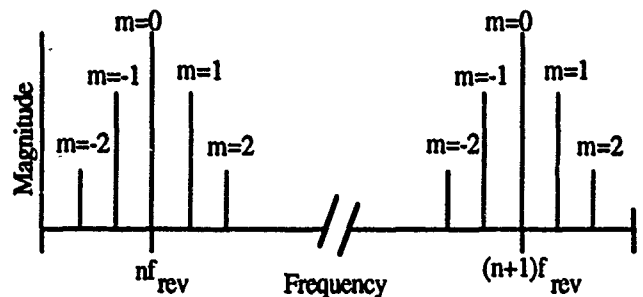 m=0 m=0
m=-1 m=1 m=-1 m=1
m=-2 m=2 m=-2 m=2
Magnitude
nf_rev Frequency (n+1)f_rev